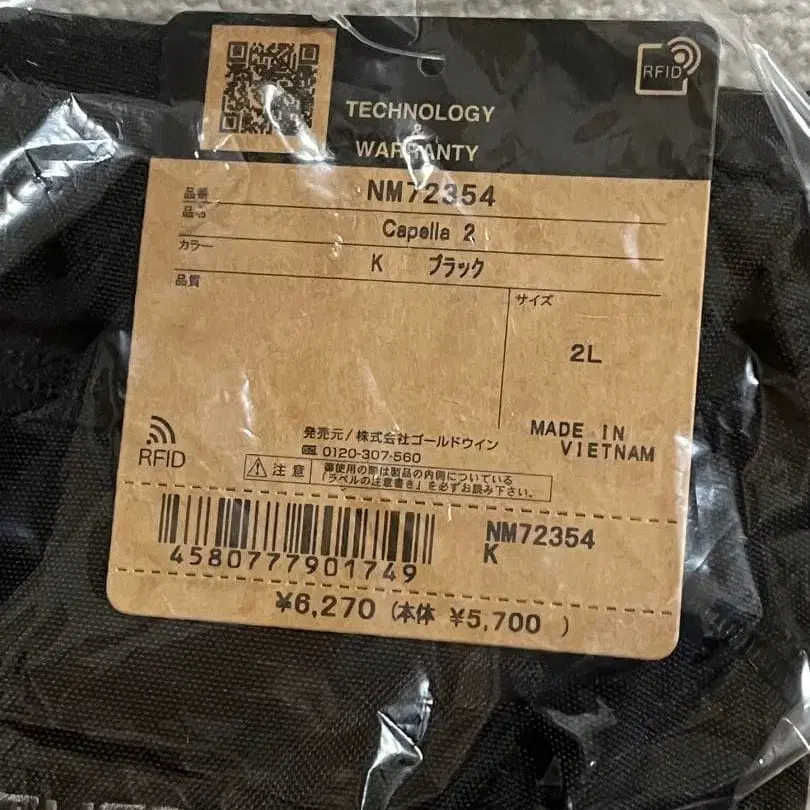 RFID
TECHNOLOGY
&
WARRANTY
品番 NM72354
品名 Capella 2
カラー K ブラック
品質
サイズ
2L
MADE IN
VIETNAM
RFID
発売元/株式会社ゴールドウイン
0120-307-560
注意
御使用の際は製品の内側についている
「ラベルの注意書き」を必ずお読み下さい。
4580777901749
NM72354
K
¥6,270 (本体 ¥5,700 )